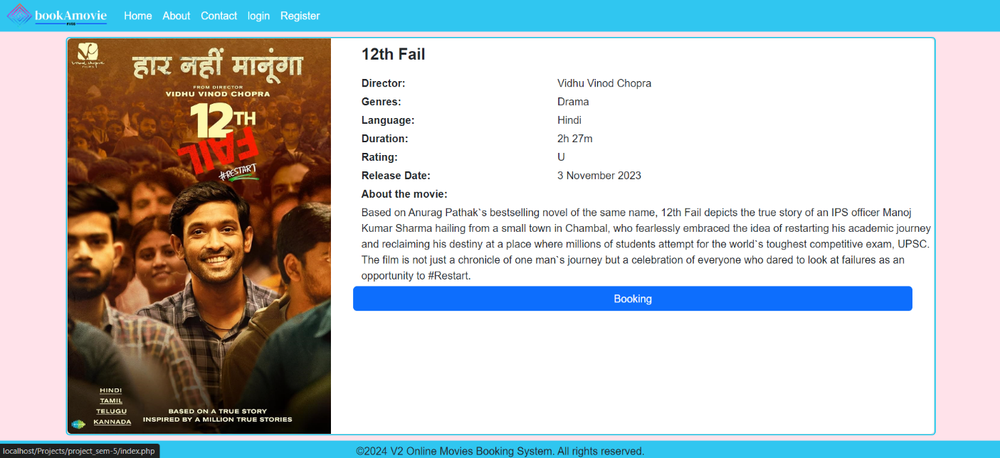 bookAmovie
#V02
Home About Contact login Register
Vinod Chopra
FILMS
हार नहीं मानूंगा
FROM DIRECTOR
VIDHU VINOD CHOPRA
12TH
FAIL
#RESTART
HINDI
TAMIL
TELUGU
KANNADA
BASED ON A TRUE STORY
INSPIRED BY A MILLION TRUE STORIES
12th Fail
Director: Vidhu Vinod Chopra
Genres: Drama
Language: Hindi
Duration: 2h 27m
Rating: U
Release Date: 3 November 2023
About the movie:
Based on Anurag Pathak`s bestselling novel of the same name, 12th Fail depicts the true story of an IPS officer Manoj
Kumar Sharma hailing from a small town in Chambal, who fearlessly embraced the idea of restarting his academic journey
and reclaiming his destiny at a place where millions of students attempt for the world`s toughest competitive exam, UPSC.
The film is not just a chronicle of one man`s journey but a celebration of everyone who dared to look at failures as an
opportunity to #Restart.
Booking
localhost/Projects/project_sem-5/index.php
©2024 V2 Online Movies Booking System. All rights reserved.